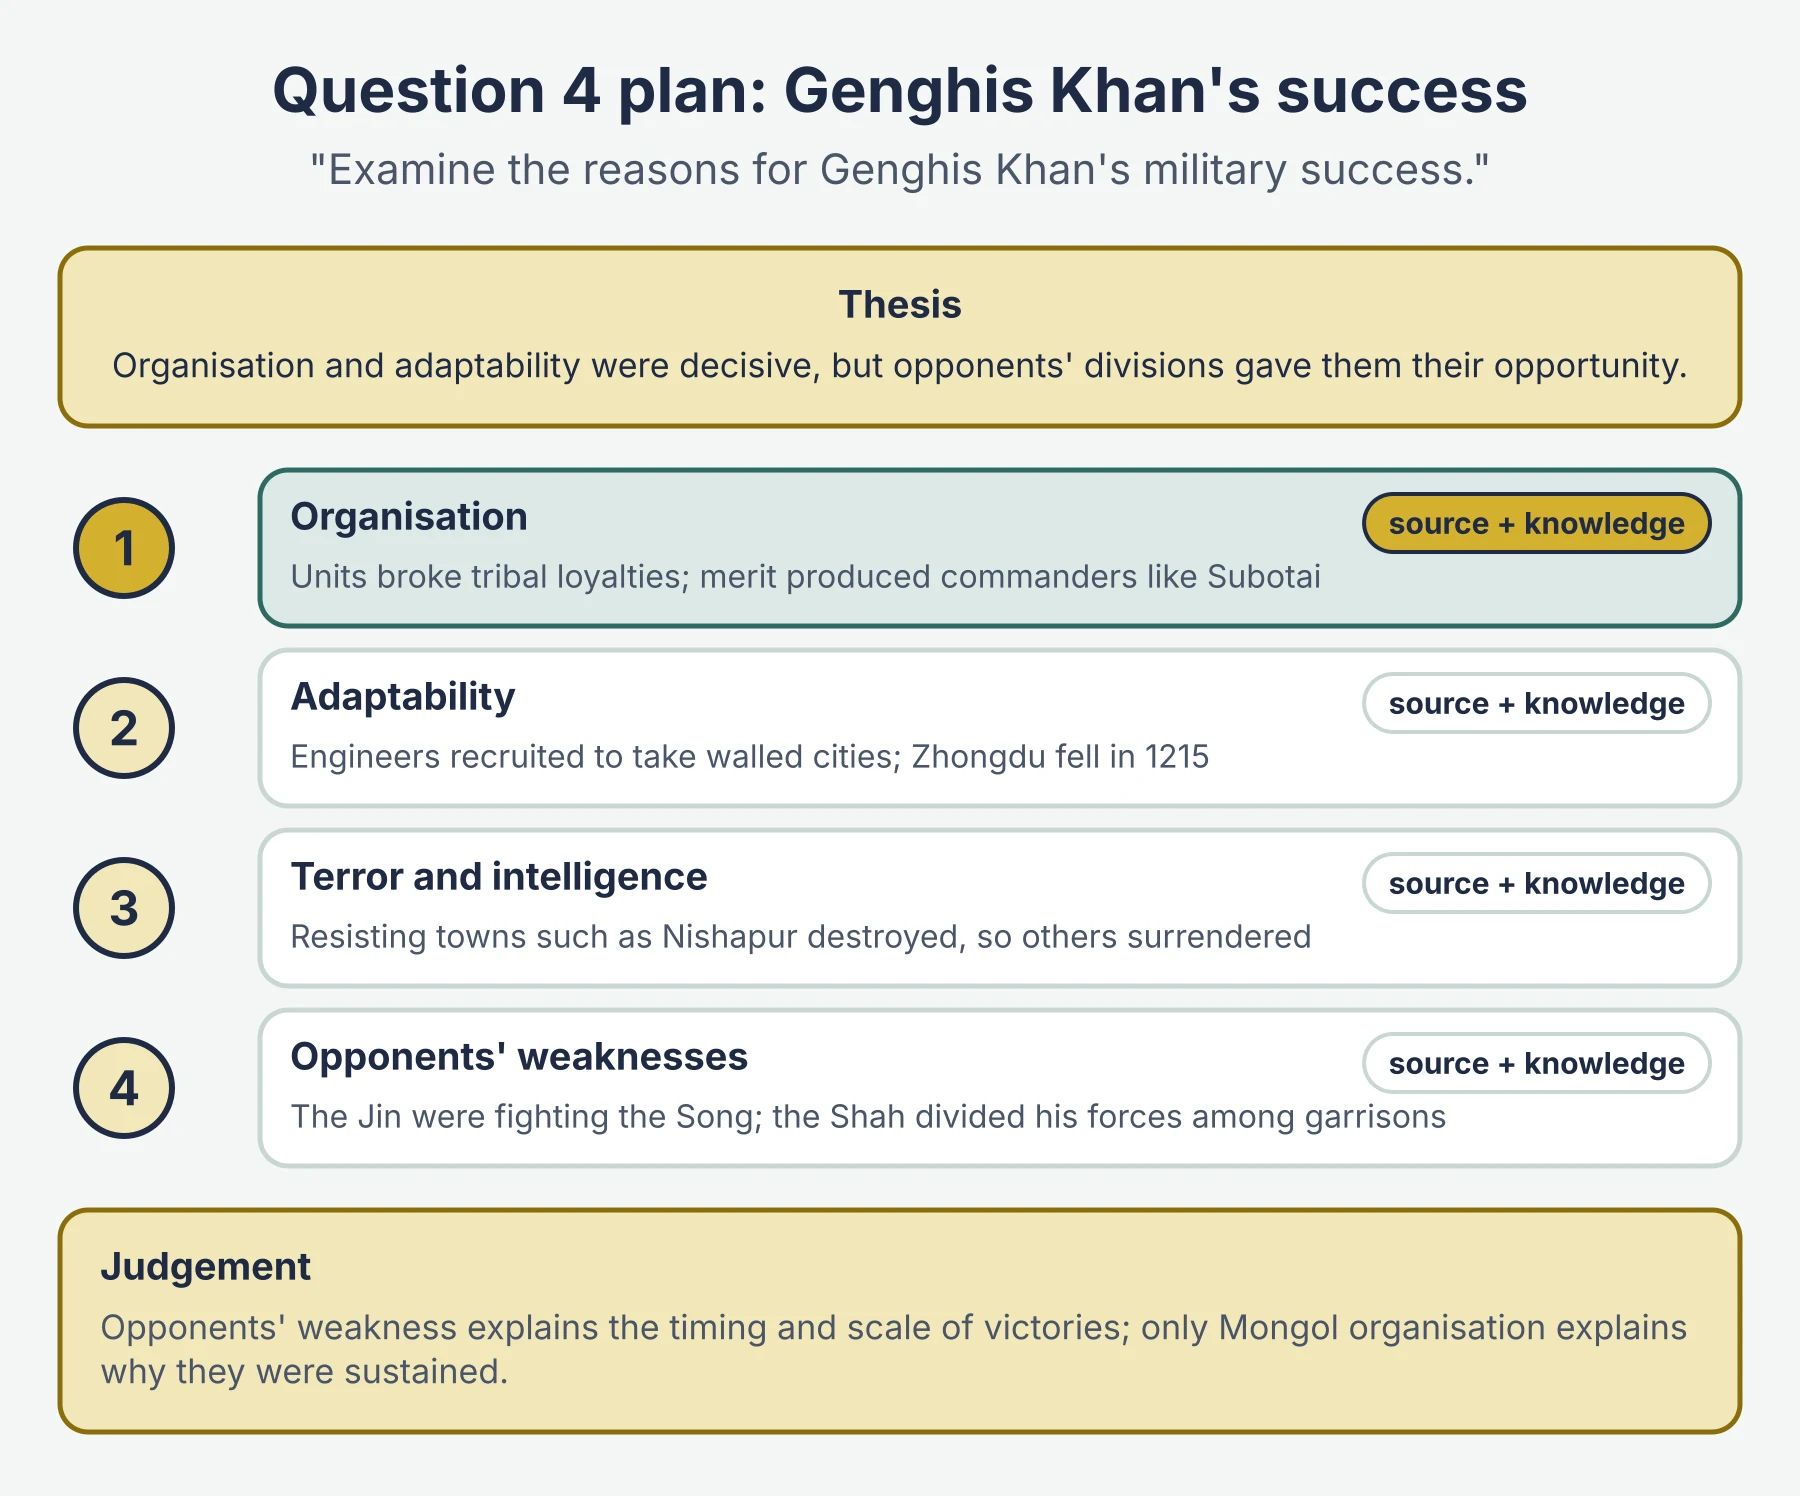 Question 4 plan: Genghis Khan's success
"Examine the reasons for Genghis Khan's military success."
Thesis
Organisation and adaptability were decisive, but opponents' divisions gave them their opportunity.
1
Organisation
source + knowledge
Units broke tribal loyalties; merit produced commanders like Subotai
2
Adaptability
source + knowledge
Engineers recruited to take walled cities; Zhongdu fell in 1215
3
Terror and intelligence
source + knowledge
Resisting towns such as Nishapur destroyed, so others surrendered
4
Opponents' weaknesses
source + knowledge
The Jin were fighting the Song; the Shah divided his forces among garrisons
Judgement
Opponents' weakness explains the timing and scale of victories; only Mongol organisation explains
why they were sustained.